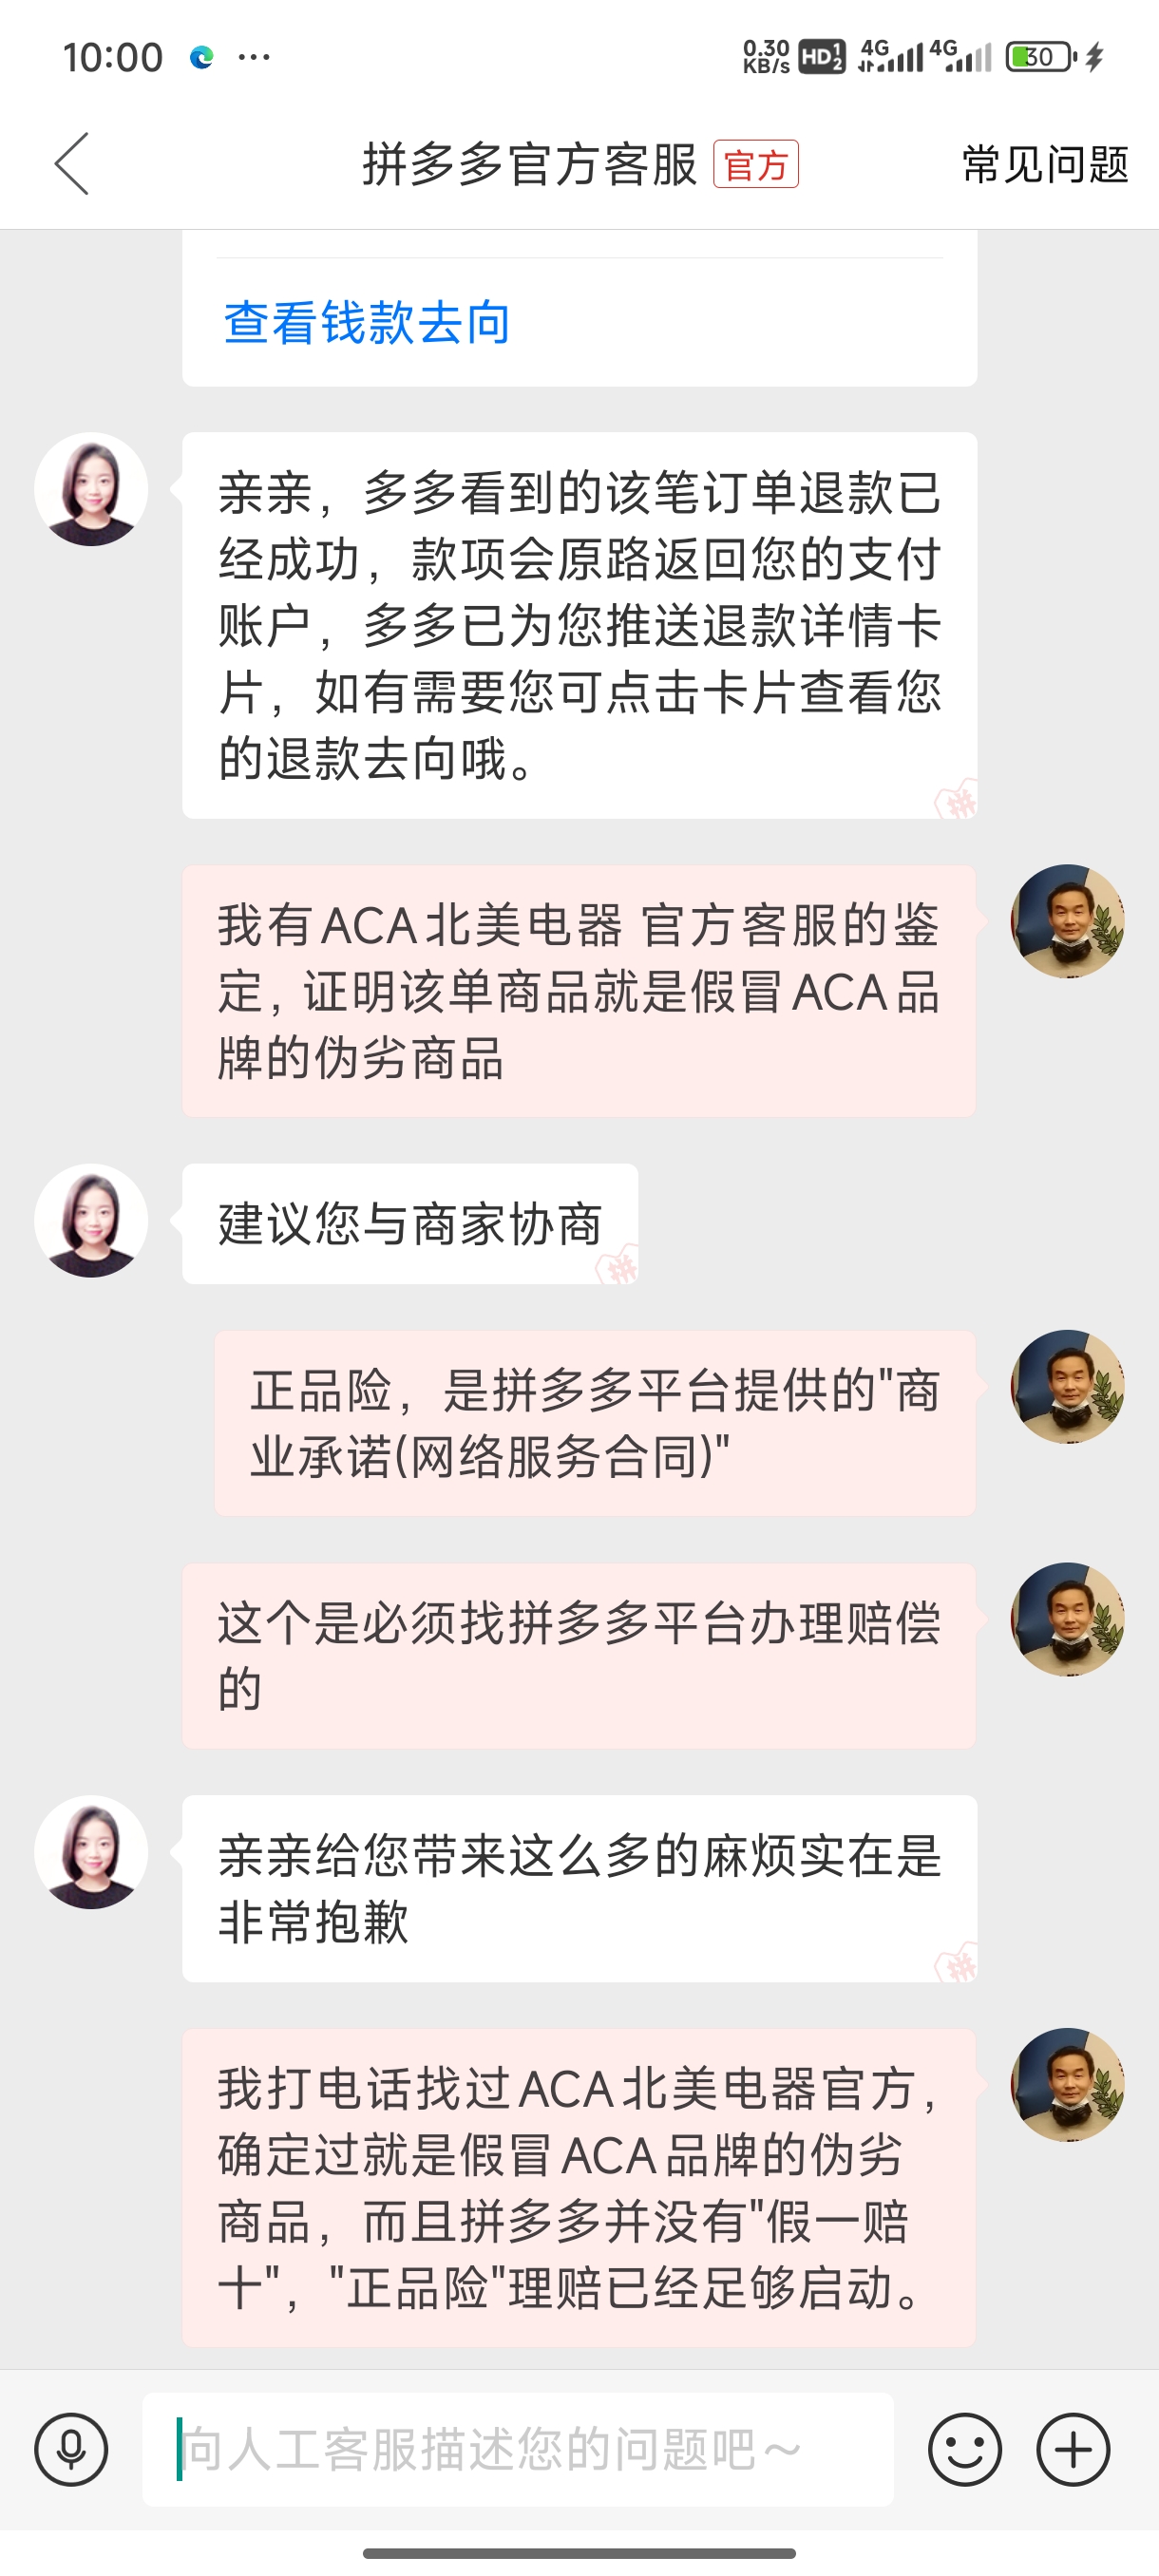 10:00 ...
0.30 KB/s HD 1 2 4G 4G 30
拼多多官方客服 官方 常见问题
查看钱款去向
亲亲，多多看到的该笔订单退款已
经成功，款项会原路返回您的支付
账户，多多已为您推送退款详情卡
片，如有需要您可点击卡片查看您
的退款去向哦。
我有ACA北美电器 官方客服的鉴
定, 证明该单商品就是假冒ACA品
牌的伪劣商品
建议您与商家协商
正品险，是拼多多平台提供的"商
业承诺(网络服务合同)"
这个是必须找拼多多平台办理赔偿
的
亲亲给您带来这么多的麻烦实在是
非常抱歉
我打电话找过ACA北美电器官方,
确定过就是假冒ACA品牌的伪劣
商品，而且拼多多并没有"假一赔
十"，"正品险"理赔已经足够启动。
向人工客服描述您的问题吧～